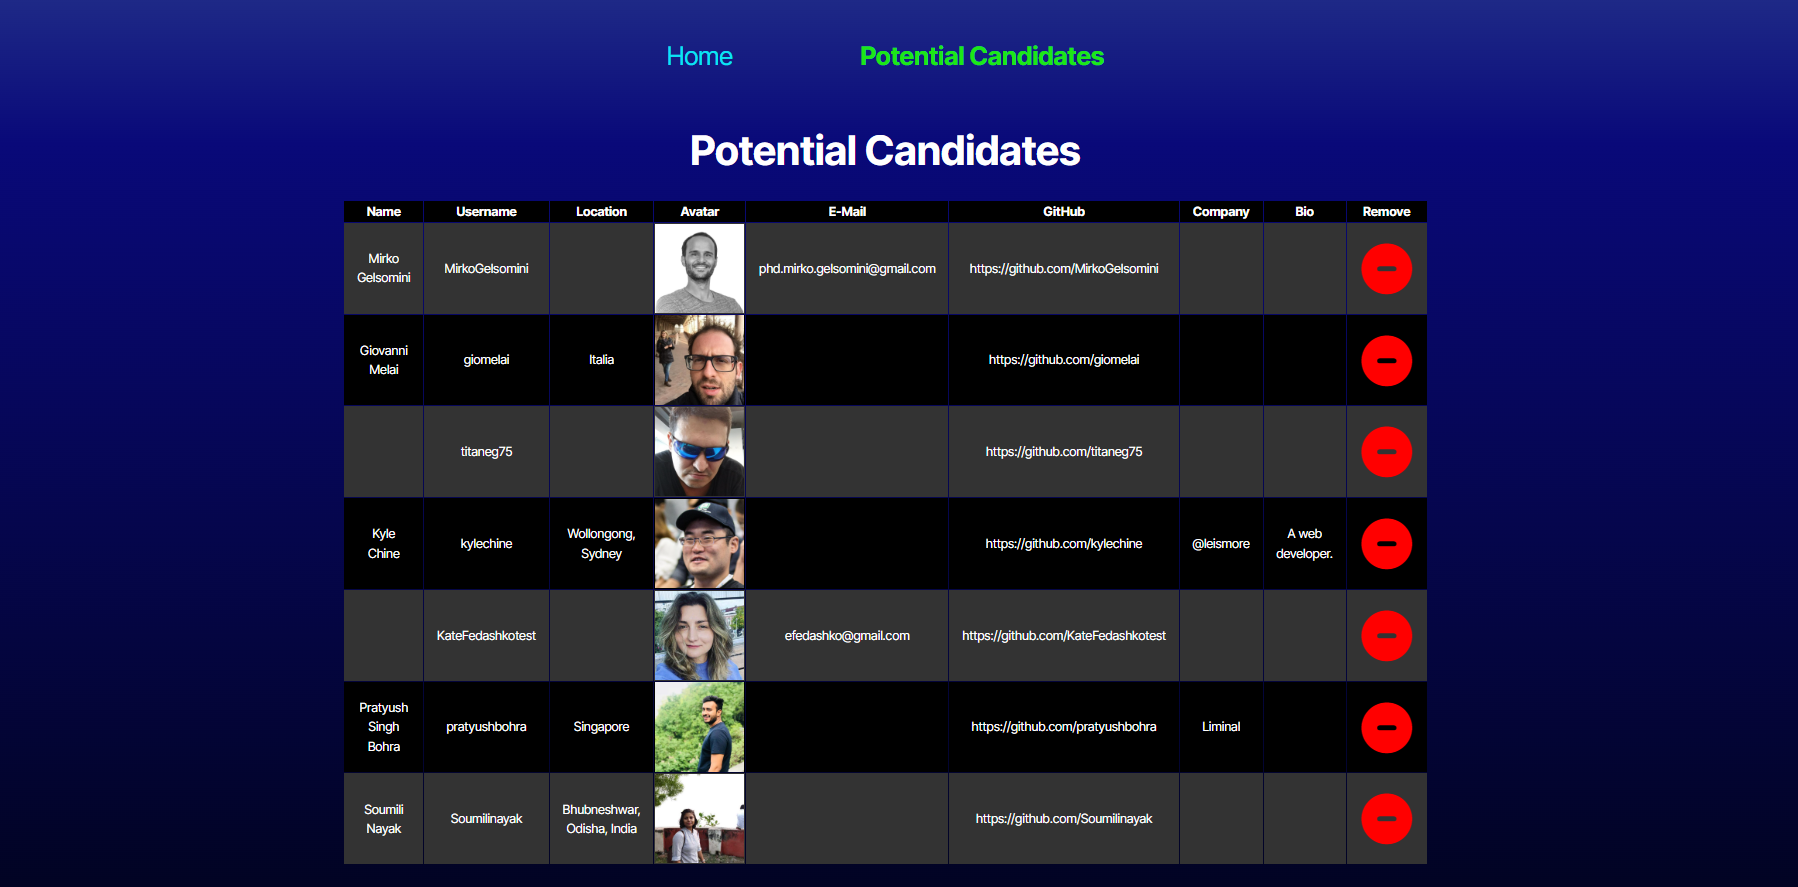 Home Potential Candidates
Potential Candidates
Name Username Location Avatar E-Mail GitHub Company Bio Remove
Mirko
Gelsomini
MirkoGelsomini
phd.mirko.gelsomini@gmail.com
https://github.com/MirkoGelsomini
Giovanni
Melai
giomelai
Italia
https://github.com/giomelai
titaneg75
https://github.com/titaneg75
Kyle
Chine
kylechine
Wollongong,
Sydney
https://github.com/kylechine
@leismore
A web
developer.
KateFedashkotest
efedashko@gmail.com
https://github.com/KateFedashkotest
Pratyush
Singh
Bohra
pratyushbohra
Singapore
https://github.com/pratyushbohra
Liminal
Soumili
Nayak
Soumilinayak
Bhubneshwar,
Odisha, India
https://github.com/Soumilinayak